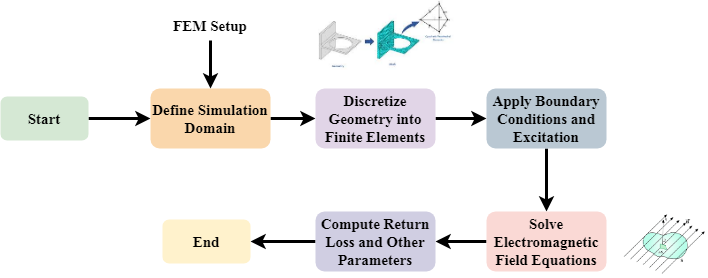 FEM Setup
Start
Define Simulation
Domain
Discretize
Geometry into
Finite Elements
Apply Boundary
Conditions and
Excitation
Solve
Electromagnetic
Field Equations
Compute Return
Loss and Other
Parameters
End